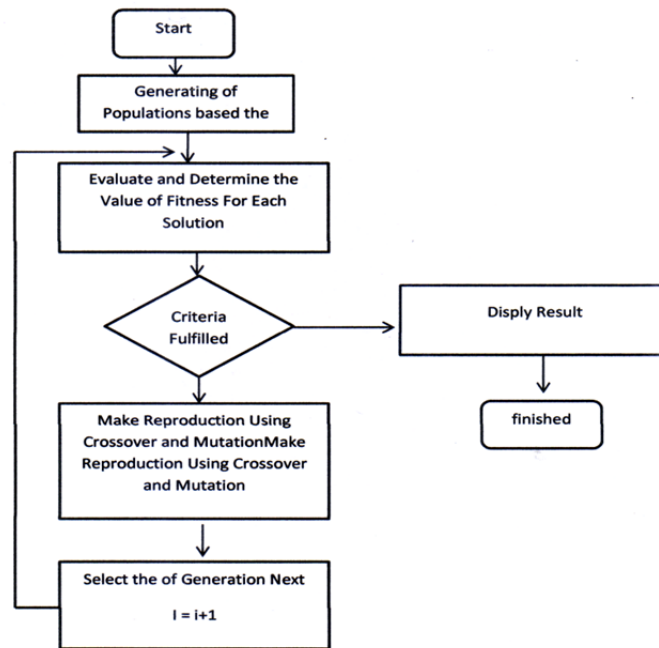 Start
Generating of
Populations based the
Evaluate and Determine the
Value of Fitness For Each
Solution
Criteria
Fulfilled
Disply Result
finished
Make Reproduction Using
Crossover and MutationMake
Reproduction Using Crossover
and Mutation
Select the of Generation Next
I = i+1